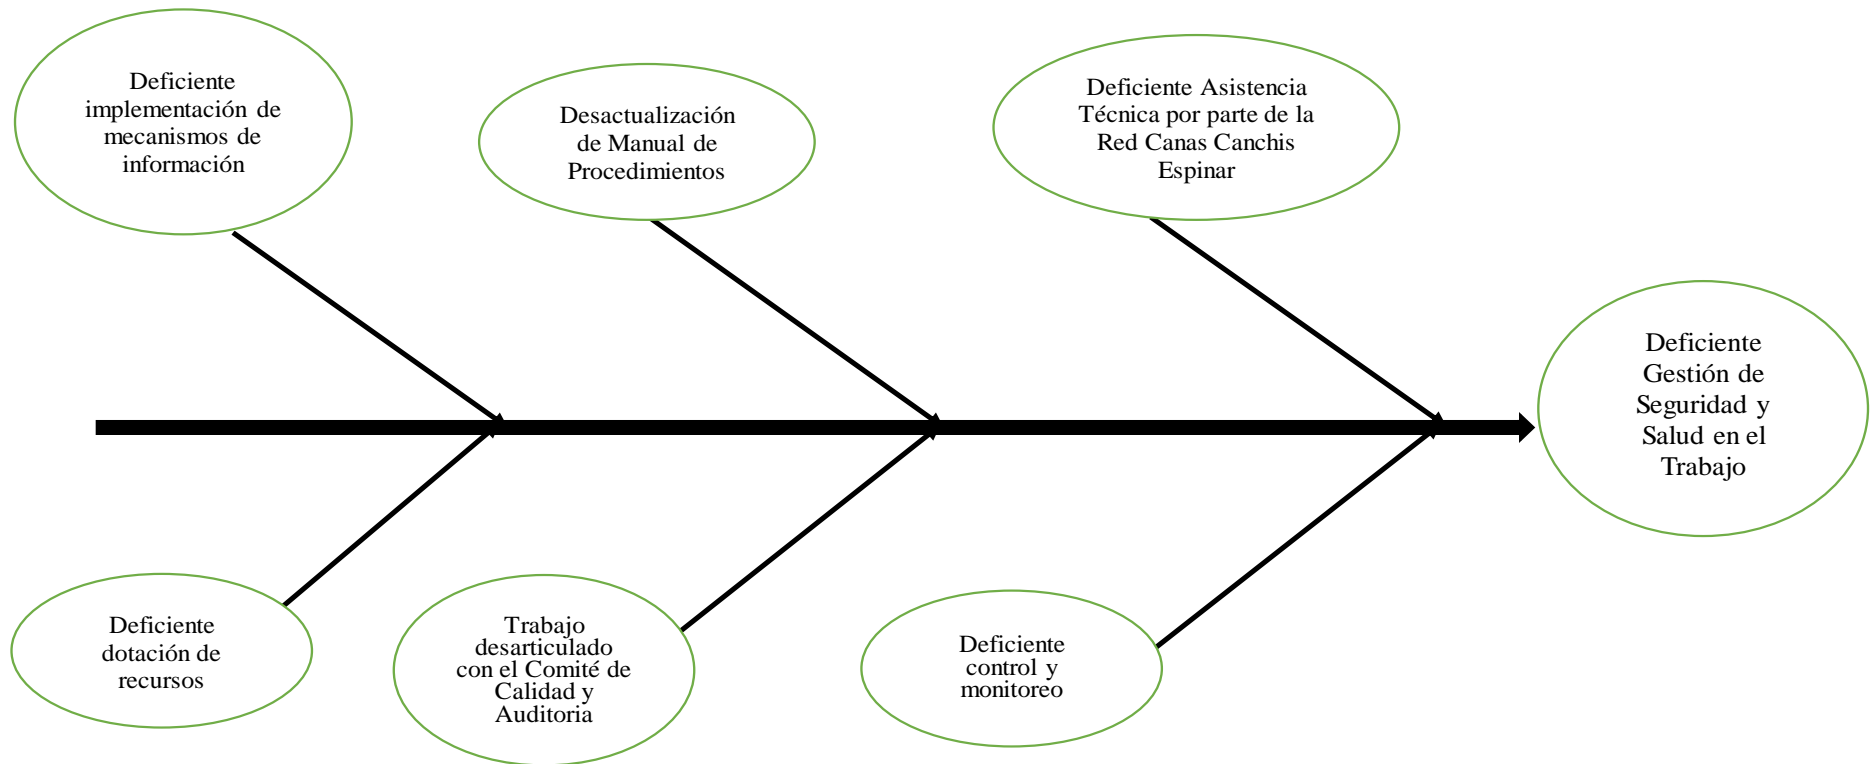 Deficiente
implementación de
mecanismos de
información
Desactualización
de Manual de
Procedimientos
Deficiente Asistencia
Técnica por parte de la
Red Canas Canchis
Espinar
Deficiente
Gestión de
Seguridad y
Salud en el
Trabajo
Deficiente
dotación de
recursos
Trabajo
desarticulado
con el Comité de
Calidad y
Auditoria
Deficiente
control y
monitoreo